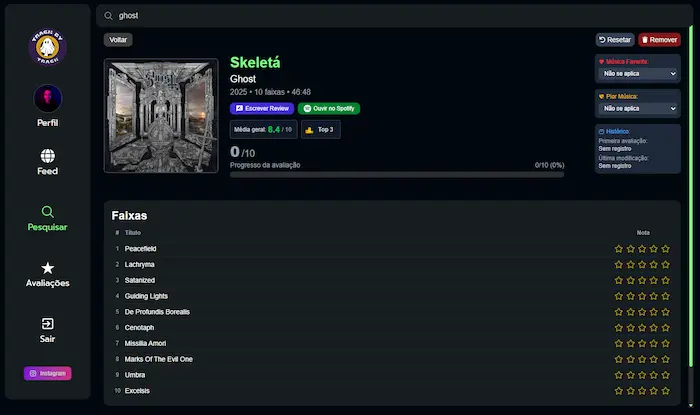 TRACK BY
TRACK
Perfil
Feed
Pesquisar
Avaliações
Sair
Instagram
ghost
Voltar
Resetar
Remover
Skeletá
Ghost
2025 • 10 faixas • 46:48
Escrever Review
Ouvir no Spotify
Média geral: 8.4 / 10
Top 3
0/10
Progresso da avaliação
0/10 (0%)
Música Favorita:
Não se aplica
Pior Música:
Não se aplica
Histórico:
Primeira avaliação:
Sem registro
Última modificação:
Sem registro
Faixas
# Título Nota
1 Peacefield
2 Lachryma
3 Satanized
4 Guiding Lights
5 De Profundis Borealis
6 Cenotaph
7 Missilia Amori
8 Marks Of The Evil One
9 Umbra
10 Excelsis